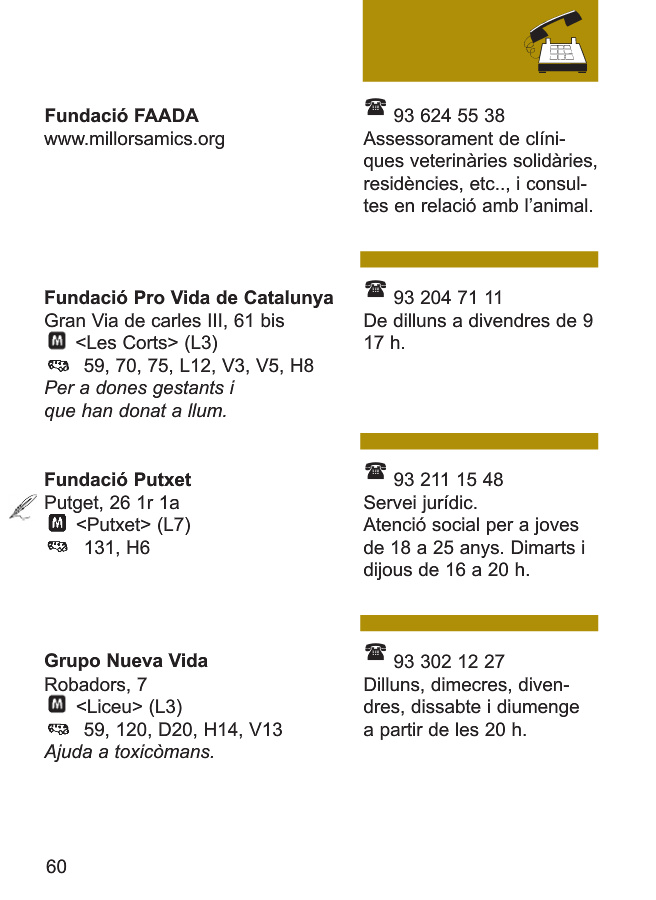 Fundació FAADA
www.millorsamics.org
93 624 55 38
Assessorament de clíni-
ques veterinàries solidàries,
residències, etc.., i consul-
tes en relació amb l'animal.
Fundació Pro Vida de Catalunya
Gran Via de carles III, 61 bis
M <Les Corts> (L3)
59, 70, 75, L12, V3, V5, H8
Per a dones gestants i
que han donat a llum.
93 204 71 11
De dilluns a divendres de 9
17 h.
Fundació Putxet
Putget, 26 1r 1a
M <Putxet> (L7)
131, H6
93 211 15 48
Servei jurídic.
Atenció social per a joves
de 18 a 25 anys. Dimarts i
dijous de 16 a 20 h.
Grupo Nueva Vida
Robadors, 7
M <Liceu> (L3)
59, 120, D20, H14, V13
Ajuda a toxicòmans.
93 302 12 27
Dilluns, dimecres, diven-
dres, dissabte i diumenge
a partir de les 20 h.
60